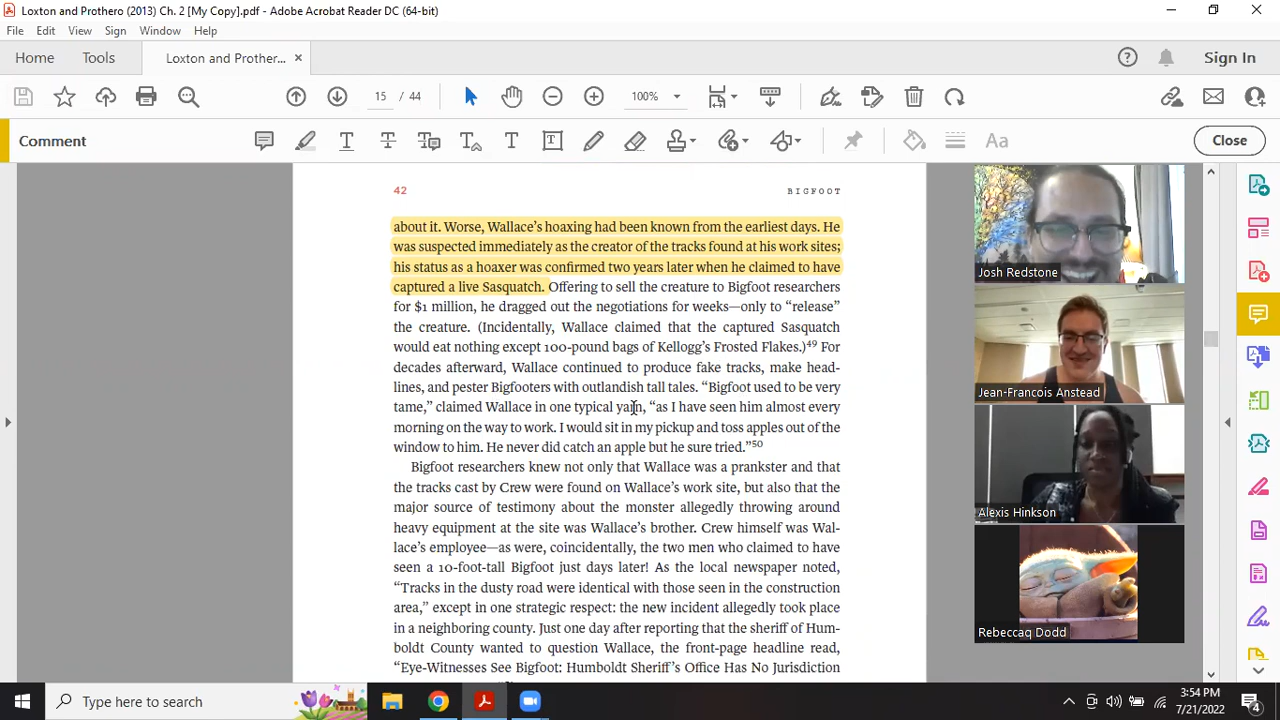 Loxton and Prothero (2013) Ch. 2 [My Copy].pdf - Adobe Acrobat Reader DC (64-bit)
File Edit View Sign Window Help
Home Tools Loxton and Prother... × Sign In
15 / 44 100%
Comment Close
42 BIGFOOT
about it. Worse, Wallace’s hoaxing had been known from the earliest days. He
was suspected immediately as the creator of the tracks found at his work sites;
his status as a hoaxer was confirmed two years later when he claimed to have
captured a live Sasquatch. Offering to sell the creature to Bigfoot researchers
for $1 million, he dragged out the negotiations for weeks—only to “release”
the creature. (Incidentally, Wallace claimed that the captured Sasquatch
would eat nothing except 100-pound bags of Kellogg’s Frosted Flakes.)49 For
decades afterward, Wallace continued to produce fake tracks, make head-
lines, and pester Bigfooters with outlandish tall tales. “Bigfoot used to be very
tame,” claimed Wallace in one typical yarn, “as I have seen him almost every
morning on the way to work. I would sit in my pickup and toss apples out of the
window to him. He never did catch an apple but he sure tried.”50
Bigfoot researchers knew not only that Wallace was a prankster and that
the tracks cast by Crew were found on Wallace’s work site, but also that the
major source of testimony about the monster allegedly throwing around
heavy equipment at the site was Wallace’s brother. Crew himself was Wal-
lace’s employee—as were, coincidentally, the two men who claimed to have
seen a 10-foot-tall Bigfoot just days later! As the local newspaper noted,
“Tracks in the dusty road were identical with those seen in the construction
area,” except in one strategic respect: the new incident allegedly took place
in a neighboring county. Just one day after reporting that the sheriff of Hum-
boldt County wanted to question Wallace, the front-page headline read,
“Eye-Witnesses See Bigfoot: Humboldt Sheriff’s Office Has No Jurisdiction
Josh Redstone
Jean-Francois Anstead
Alexis Hinkson
Rebeccaq Dodd
Type here to search
3:54 PM
7/21/2022
4